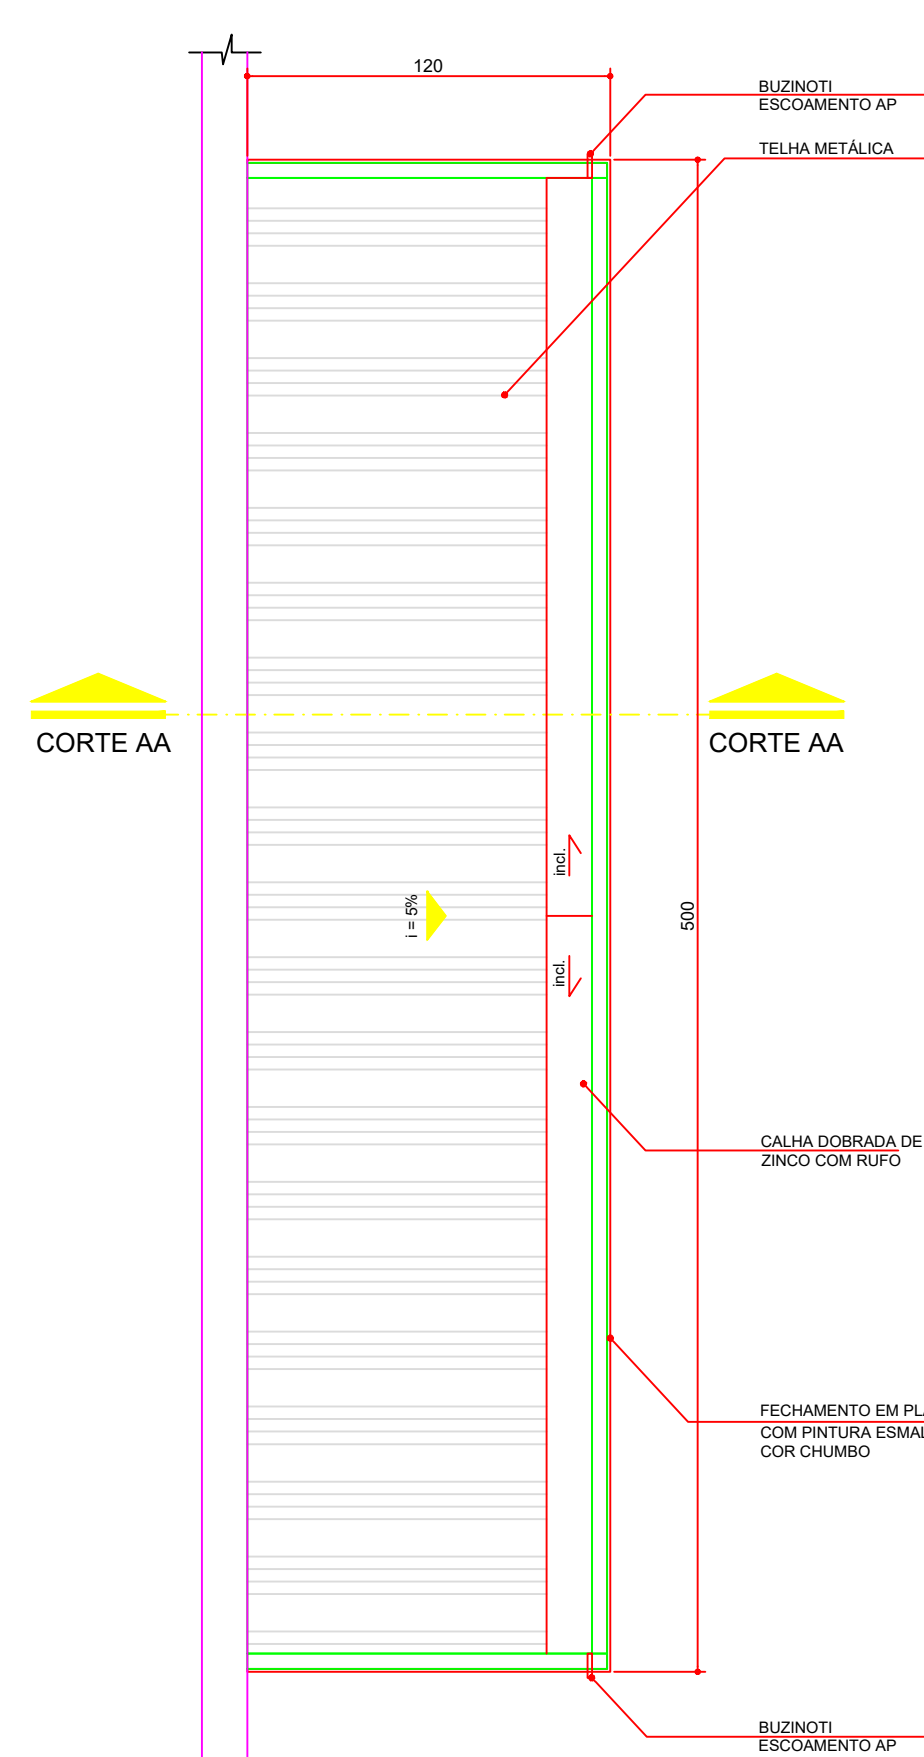 120
BUZINOTI
ESCOAMENTO AP
TELHA METÁLICA
CORTE AA
CORTE AA
incl.
i = 5%
500
incl.
CALHA DOBRADA DE
ZINCO COM RUFO
FECHAMENTO EM PLA
COM PINTURA ESMAL
COR CHUMBO
BUZINOTI
ESCOAMENTO AP